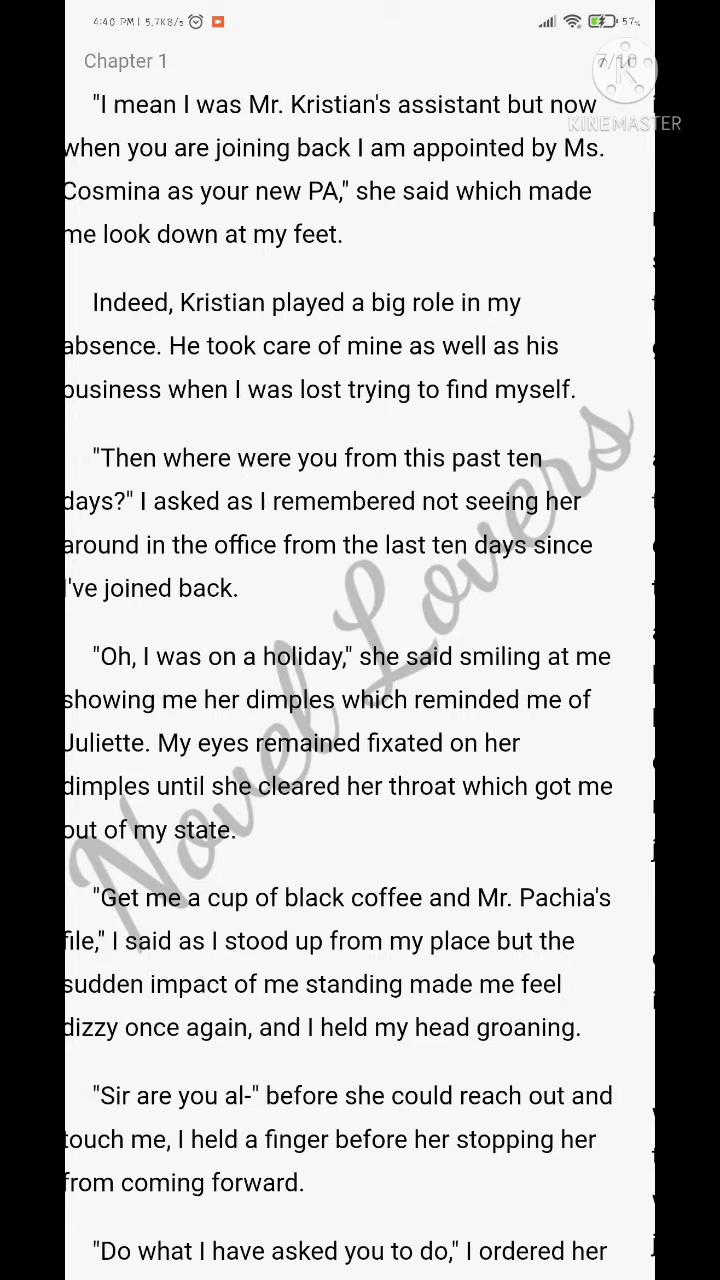 4:40 PM | 5.7KB/s
57%
Chapter 1
7/10
KINEMASTER
"I mean I was Mr. Kristian's assistant but now
when you are joining back I am appointed by Ms.
Cosmina as your new PA," she said which made
me look down at my feet.
Indeed, Kristian played a big role in my
absence. He took care of mine as well as his
business when I was lost trying to find myself.
"Then where were you from this past ten
days?" I asked as I remembered not seeing her
around in the office from the last ten days since
I've joined back.
"Oh, I was on a holiday," she said smiling at me
showing me her dimples which reminded me of
Juliette. My eyes remained fixated on her
dimples until she cleared her throat which got me
out of my state.
"Get me a cup of black coffee and Mr. Pachia's
file," I said as I stood up from my place but the
sudden impact of me standing made me feel
dizzy once again, and I held my head groaning.
"Sir are you al-" before she could reach out and
touch me, I held a finger before her stopping her
from coming forward.
"Do what I have asked you to do," I ordered her
Novel Lovers